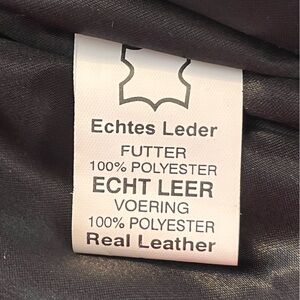 Echtes Leder
FUTTER
100% POLYESTER
ECHT LEER
VOERING
100% POLYESTER
Real Leather